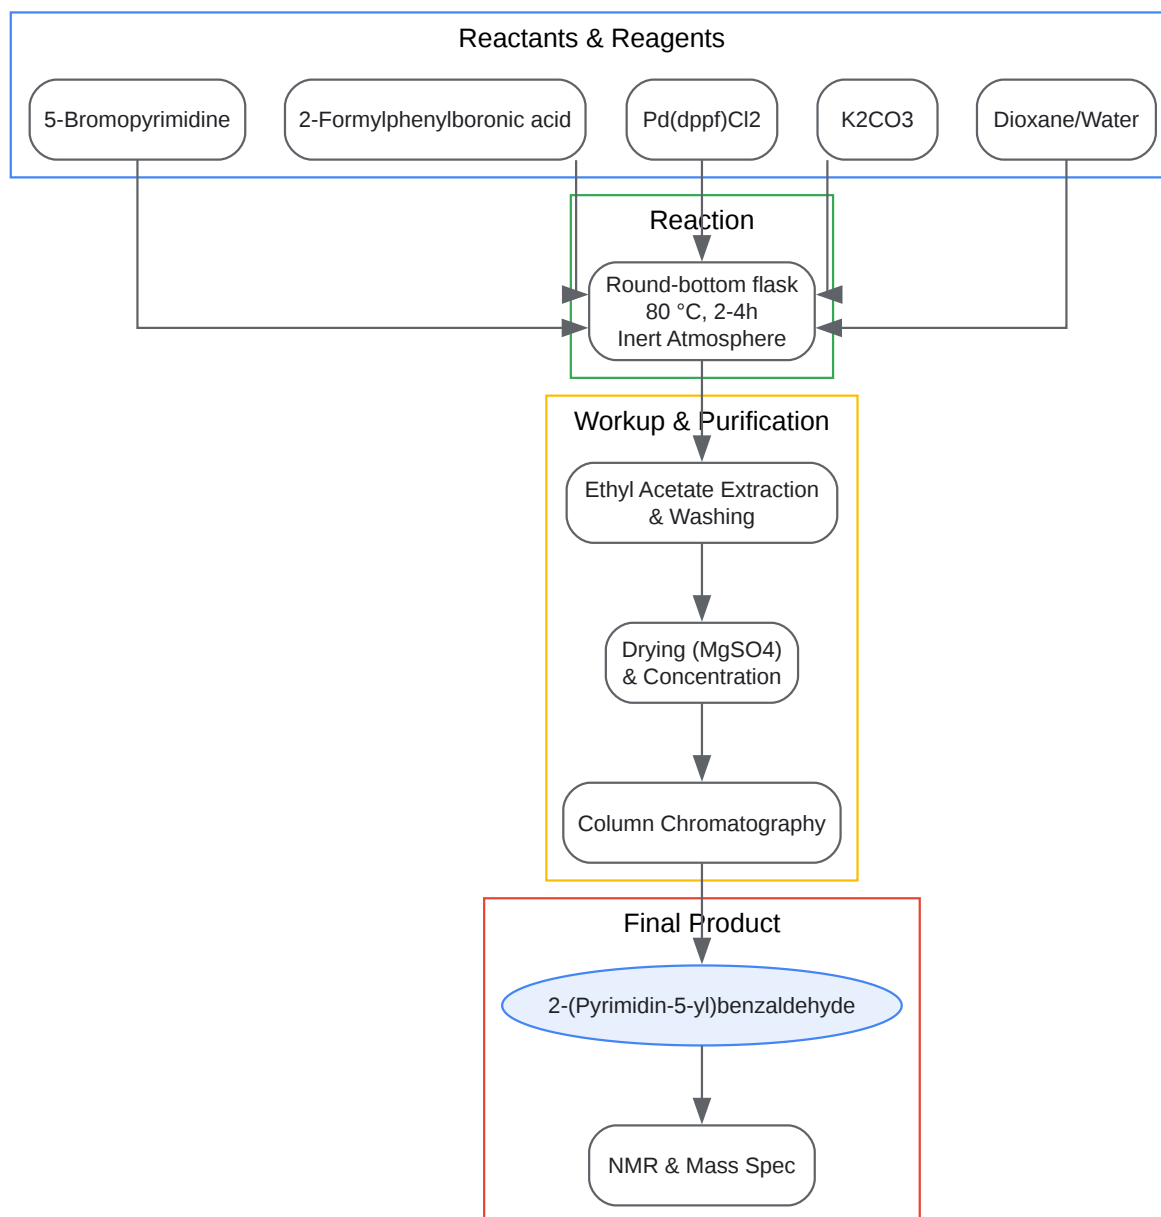 Reactants & Reagents
5-Bromopyrimidine
2-Formylphenylboronic acid
Pd(dppf)Cl2
K2CO3
Dioxane/Water
Reaction
Round-bottom flask
80 °C, 2-4h
Inert Atmosphere
Workup & Purification
Ethyl Acetate Extraction
& Washing
Drying (MgSO4)
& Concentration
Column Chromatography
Final Product
2-(Pyrimidin-5-yl)benzaldehyde
NMR & Mass Spec